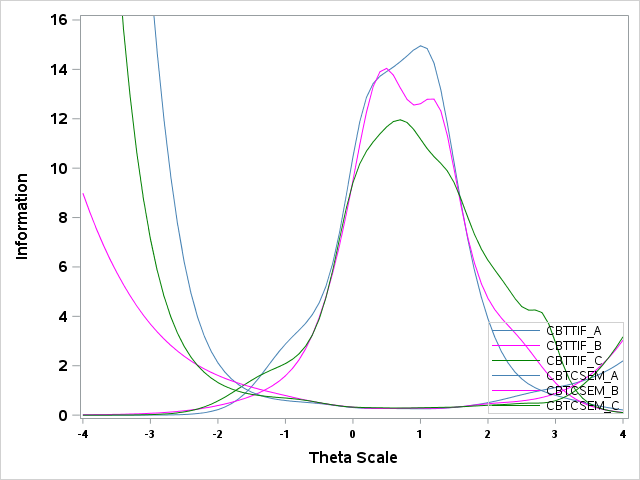 16
14
12
10
8
6
4
2
0
Information
-4 -3 -2 -1 0 1 2 3 4
Theta Scale
CBTTIF_A
CBTTIF_B
CBTTIF_C
CBTCSEM_A
CBTCSEM_B
CBTCSEM_C